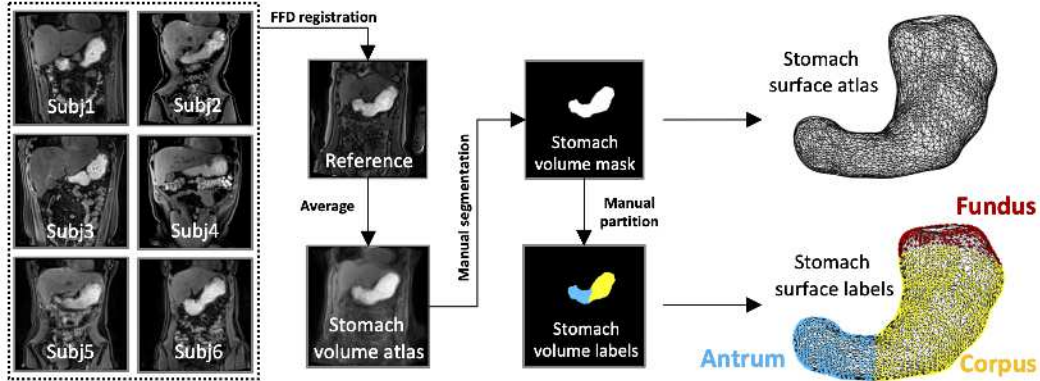 FFD registration
Subj1
Subj2
Subj3
Subj4
Subj5
Subj6
Reference
Average
Stomach
volume atlas
Manual segmentation
Stomach
volume mask
Manual
partition
Stomach
volume labels
Stomach
surface atlas
Stomach
surface labels
Fundus
Antrum
Corpus